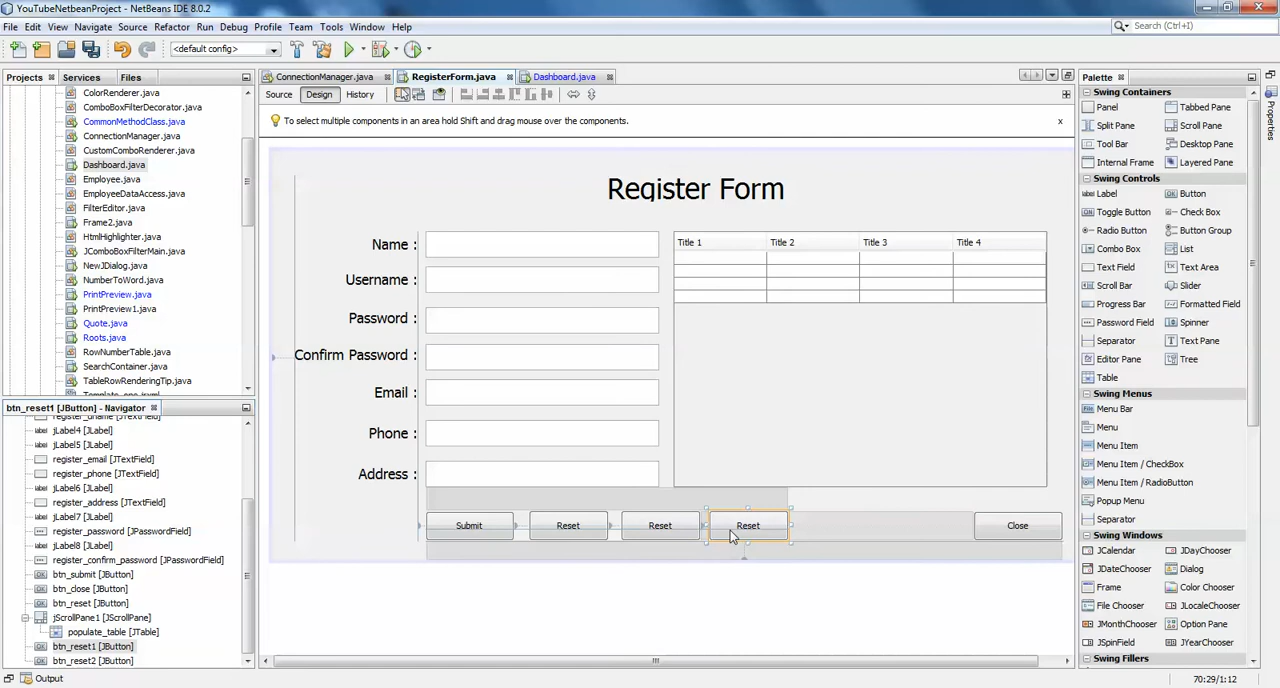 YouTubeNetbeanProject - NetBeans IDE 8.0.2
File Edit View Navigate Source Refactor Run Debug Profile Team Tools Window Help
Search (Ctrl+I)
<default config>
Projects Services Files
ConnectionManager.java RegisterForm.java Dashboard.java
Palette
Source Design History
To select multiple components in an area hold Shift and drag mouse over the components.
x
ColorRenderer.java
ComboBoxFilterDecorator.java
CommonMethodClass.java
ConnectionManager.java
CustomComboRenderer.java
Dashboard.java
Employee.java
EmployeeDataAccess.java
FilterEditor.java
Frame2.java
HtmlHighlighter.java
JComboBoxFilterMain.java
NewJDialog.java
NumberToWord.java
PrintPreview.java
PrintPreview1.java
Quote.java
Roots.java
RowNumberTable.java
SearchContainer.java
TableRowRenderingTip.java
btn_reset1 [JButton] - Navigator
jLabel4 [JLabel]
jLabel5 [JLabel]
register_email [JTextField]
register_phone [JTextField]
jLabel6 [JLabel]
register_address [JTextField]
jLabel7 [JLabel]
register_password [JPasswordField]
jLabel8 [JLabel]
register_confirm_password [JPasswordField]
btn_submit [JButton]
btn_close [JButton]
btn_reset [JButton]
jScrollPane1 [JScrollPane]
populate_table [JTable]
btn_reset1 [JButton]
btn_reset2 [JButton]
Output
Register Form
Name :
Username :
Password :
Confirm Password :
Email :
Phone :
Address :
Title 1 Title 2 Title 3 Title 4
Submit Reset Reset Reset Close
Swing Containers
Panel Tabbed Pane
Split Pane Scroll Pane
Tool Bar Desktop Pane
Internal Frame Layered Pane
Swing Controls
Label Button
Toggle Button Check Box
Radio Button Button Group
Combo Box List
Text Field Text Area
Scroll Bar Slider
Progress Bar Formatted Field
Password Field Spinner
Separator Text Pane
Editor Pane Tree
Table
Swing Menus
Menu Bar
Menu
Menu Item
Menu Item / CheckBox
Menu Item / RadioButton
Popup Menu
Separator
Swing Windows
JCalendar JDayChooser
JDateChooser Dialog
Frame Color Chooser
File Chooser JLocaleChooser
JMonthChooser Option Pane
JSpinField JYearChooser
Swing Fillers
Properties
70:29/1:12